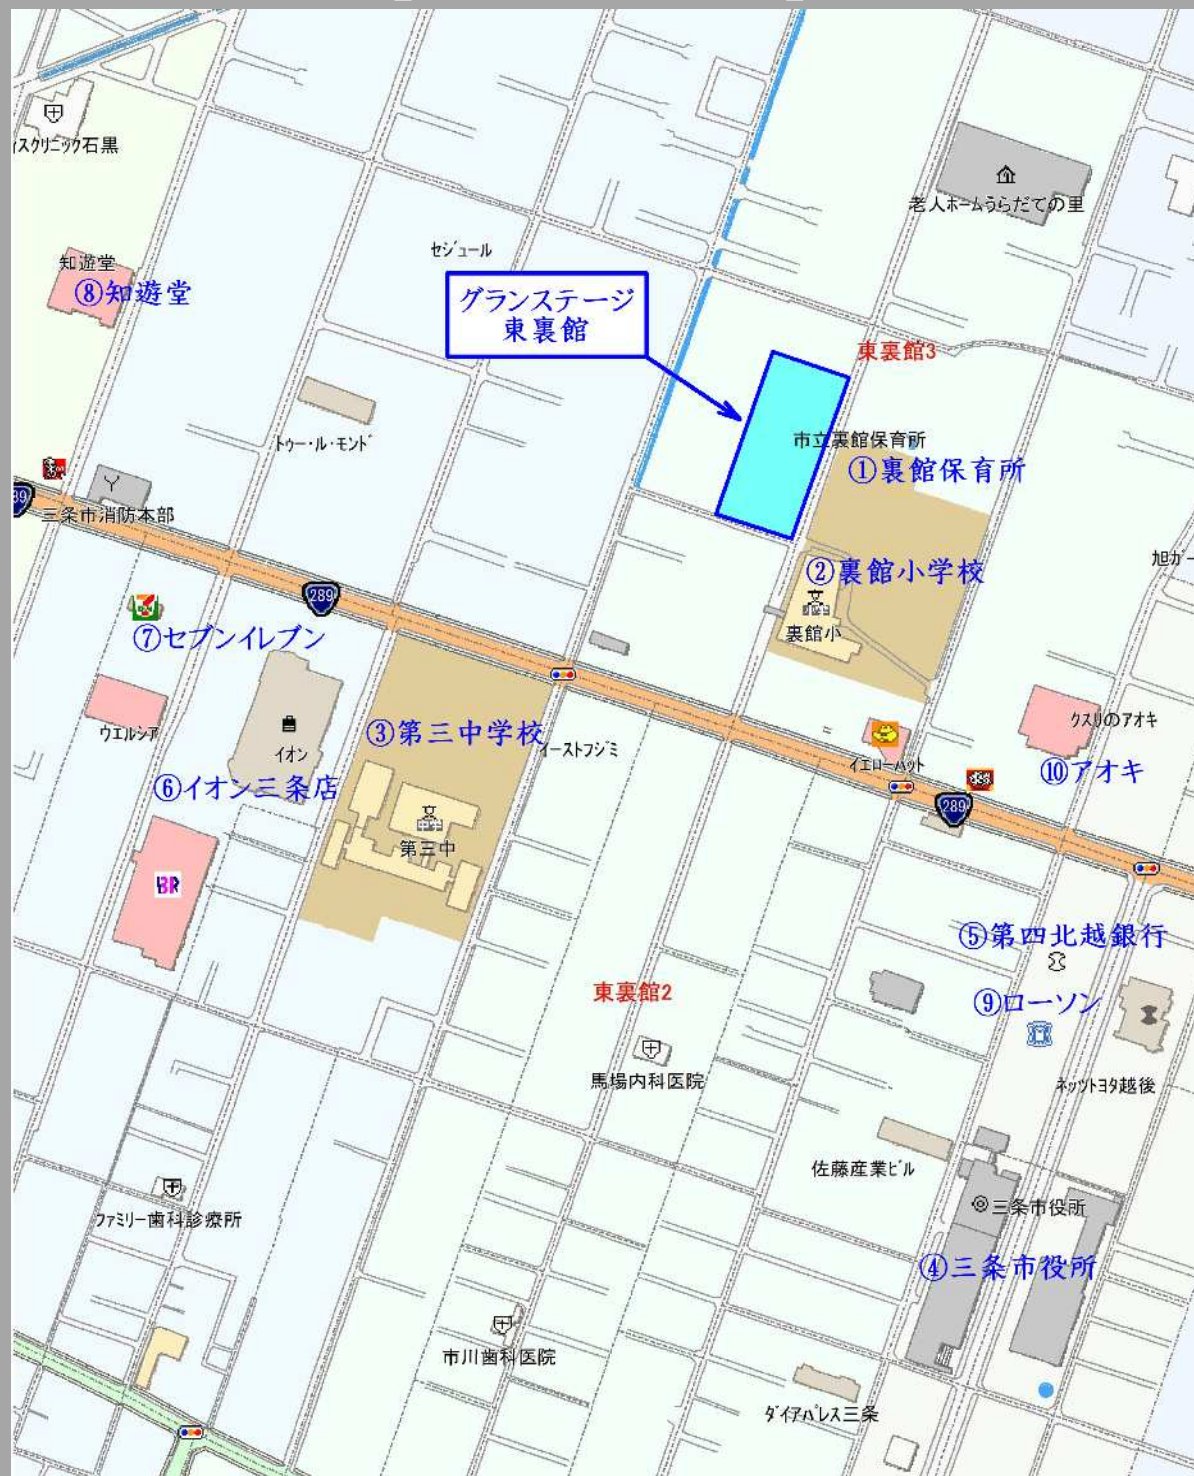 ィスクリニック石黒
老人ホームうらだての里
セジュール
知遊堂
⑧知遊堂
グランステージ
東裏館
東裏館3
市立裏館保育所
①裏館保育所
トゥー・ル・モンド
三条市消防本部
旭ガー
②裏館小学校
289
裏館小
⑦セブンイレブン
ウエルシア
イオン
⑥イオン三条店
③第三中学校
イーストフジミ
クスリのアオキ
イエローハット
⑩アオキ
289
第三中
BR
⑤第四北越銀行
東裏館2
⑨ローソン
馬場内科医院
ネッツトヨタ越後
佐藤産業ビル
ファミリー歯科診療所
三条市役所
④三条市役所
市川歯科医院
ダイアパレス三条